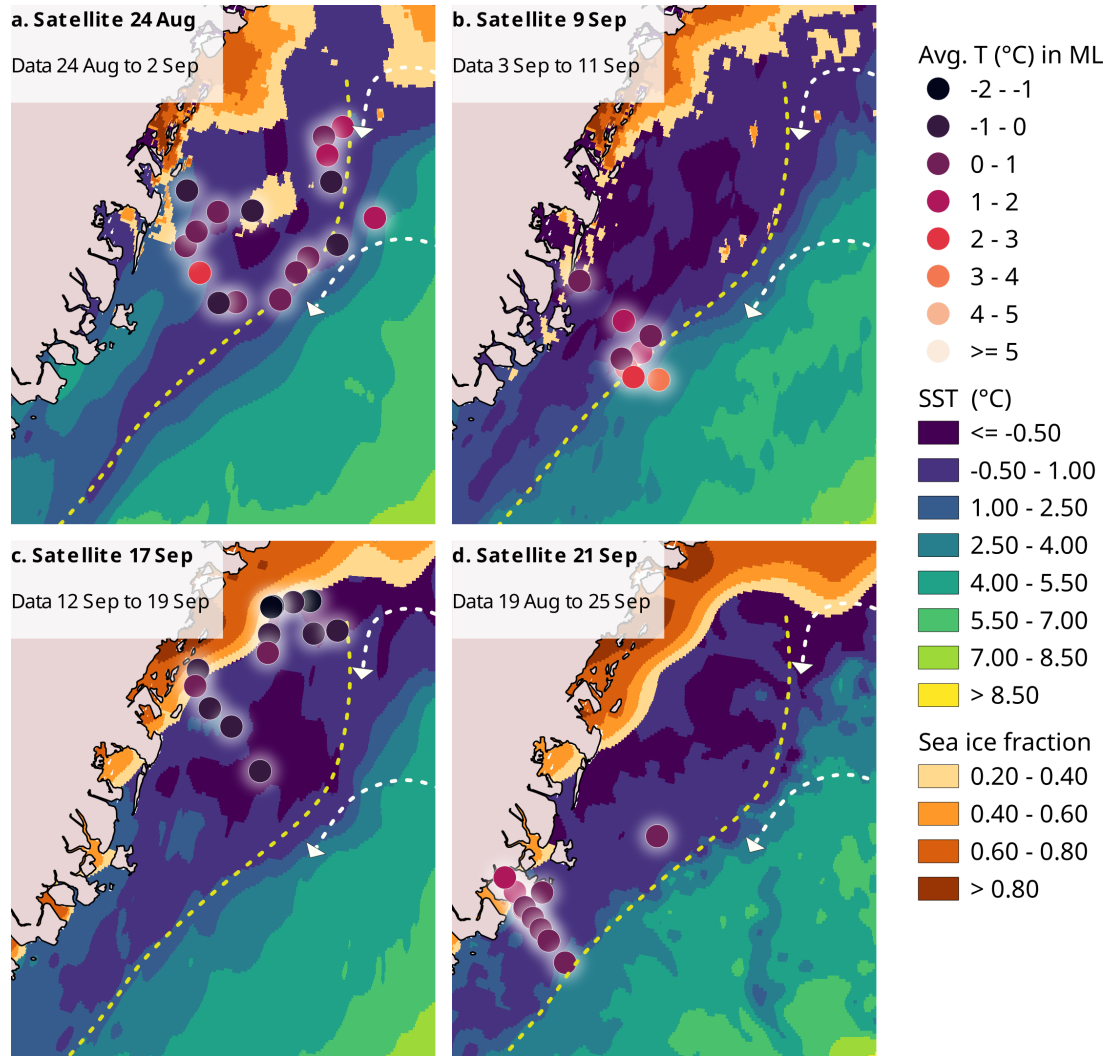 a. Satellite 24 Aug
Data 24 Aug to 2 Sep
b. Satellite 9 Sep
Data 3 Sep to 11 Sep
c. Satellite 17 Sep
Data 12 Sep to 19 Sep
d. Satellite 21 Sep
Data 19 Aug to 25 Sep
Avg. T (°C) in ML
-2 - -1
-1 - 0
0 - 1
1 - 2
2 - 3
3 - 4
4 - 5
>= 5
SST (°C)
<= -0.50
-0.50 - 1.00
1.00 - 2.50
2.50 - 4.00
4.00 - 5.50
5.50 - 7.00
7.00 - 8.50
> 8.50
Sea ice fraction
0.20 - 0.40
0.40 - 0.60
0.60 - 0.80
> 0.80